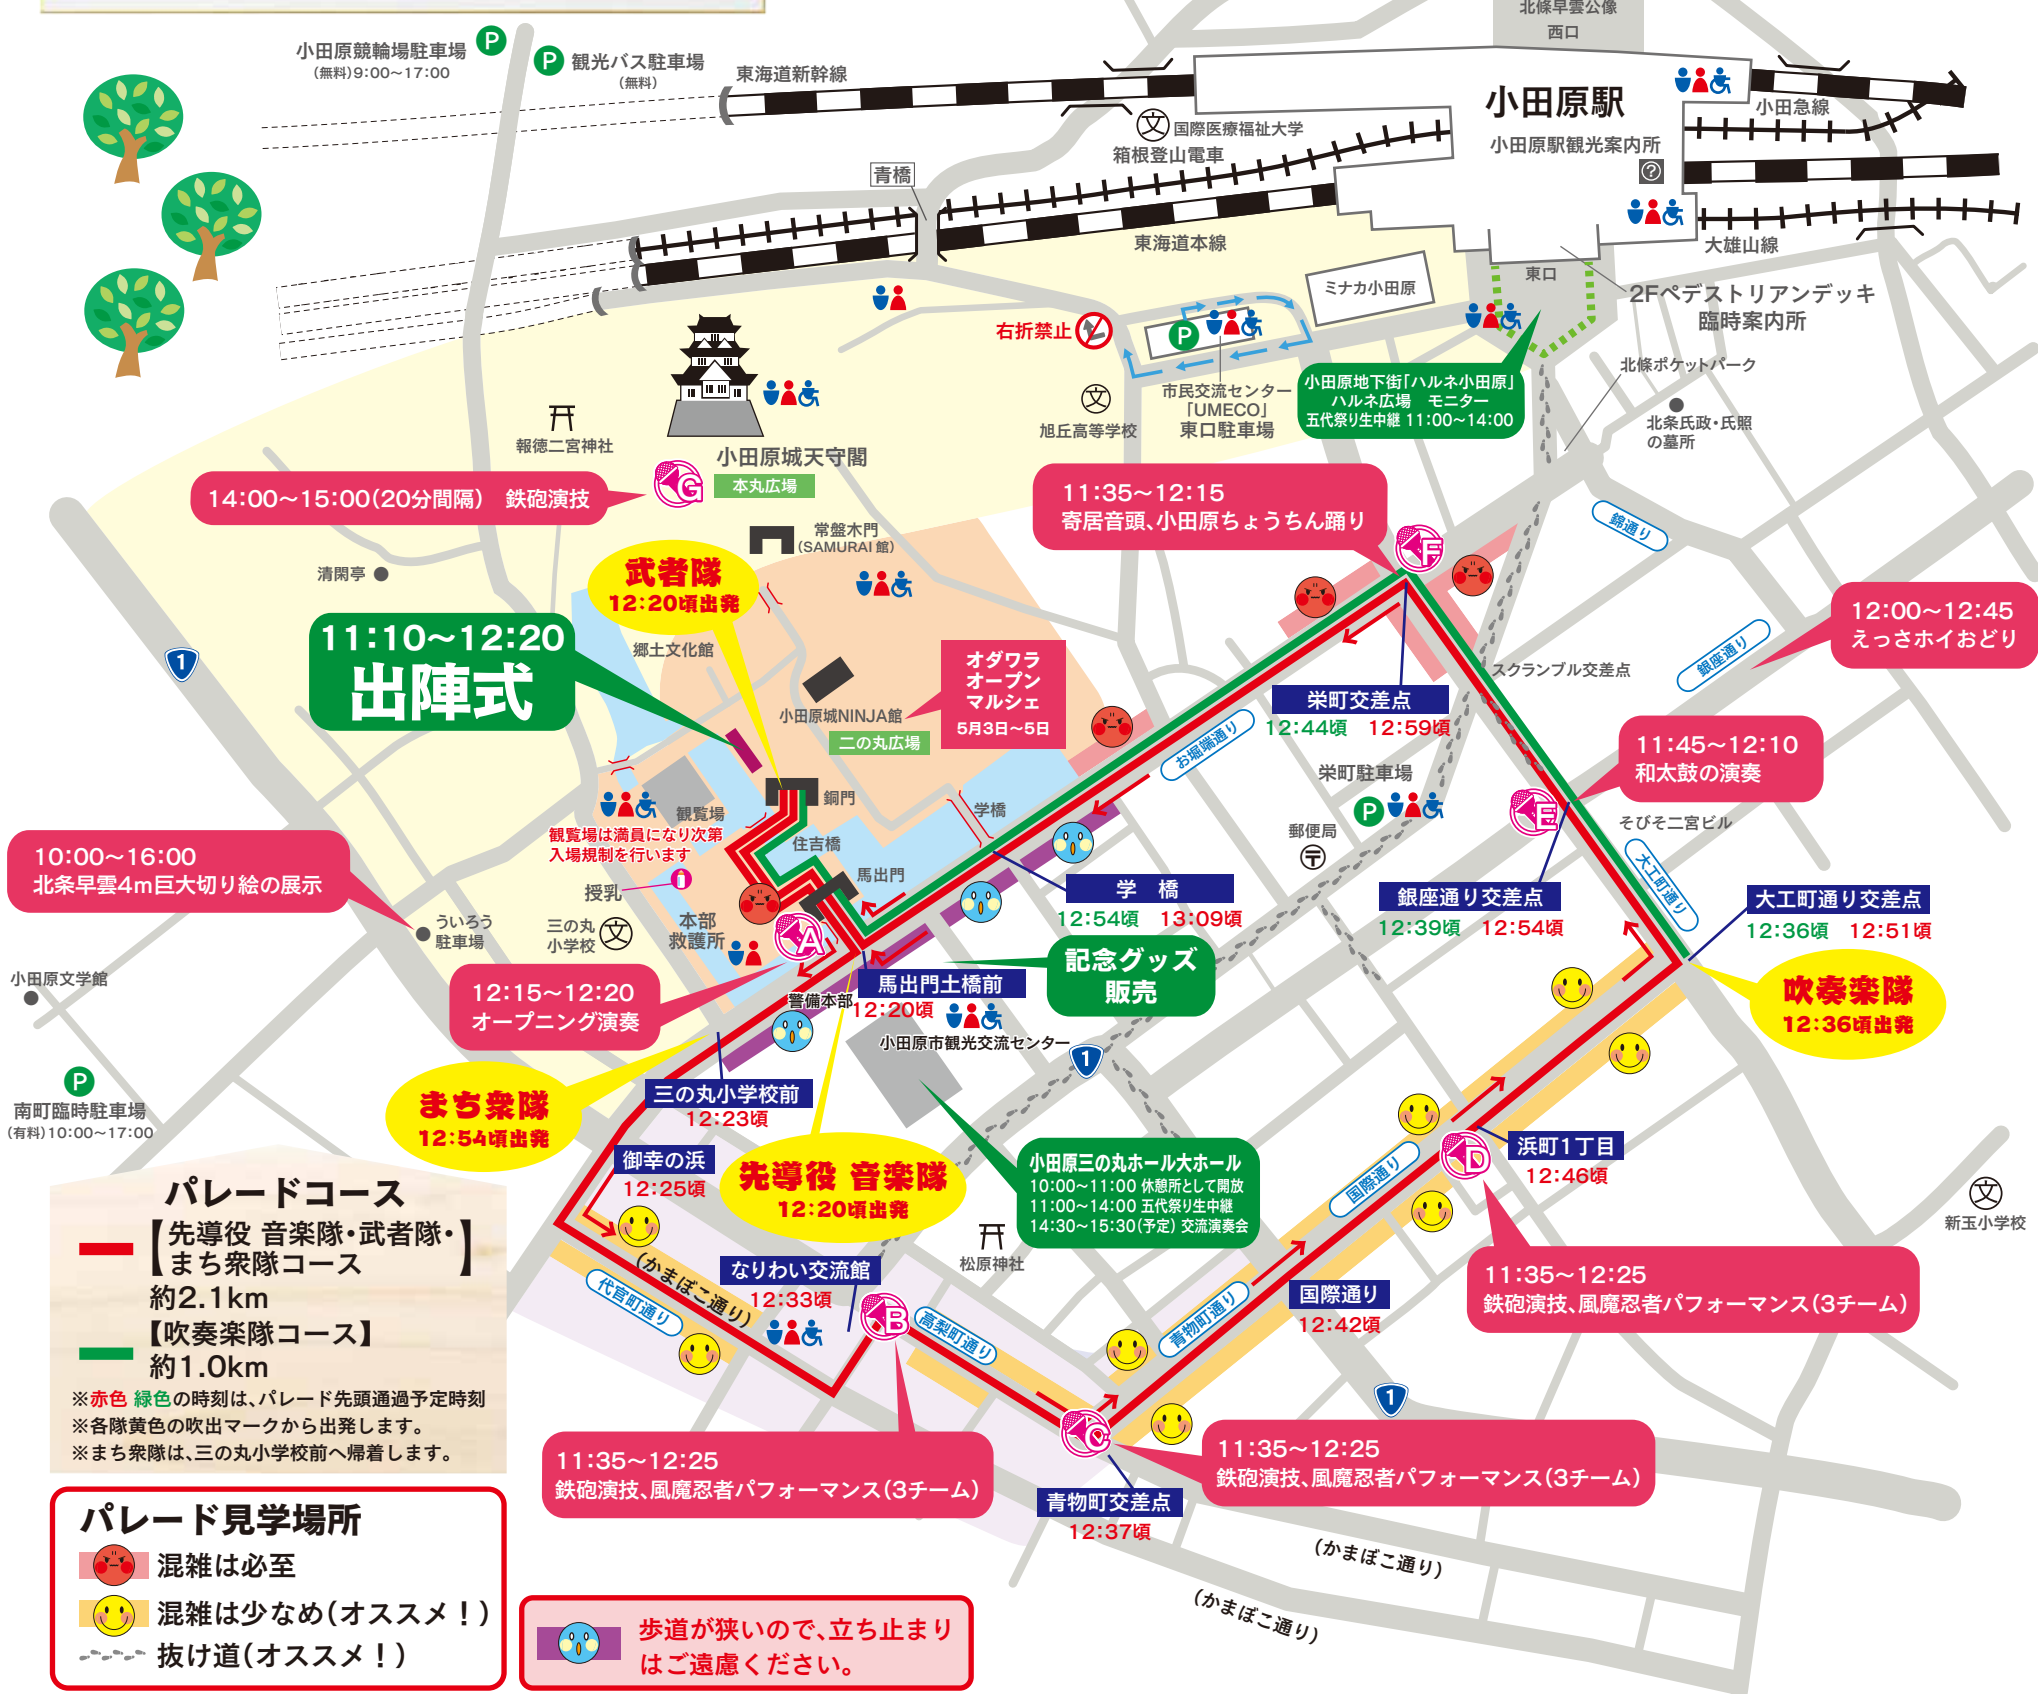 北條早雲公像
西口
小田原競輪場駐車場
(無料)9:00〜17:00
P
P
観光バス駐車場
(無料)
東海道新幹線
小田原駅
小田原駅観光案内所
?
小田急線
文
国際医療福祉大学
箱根登山電車
青橋
東海道本線
大雄山線
東口
ミナカ小田原
2Fペデストリアンデッキ
臨時案内所
右折禁止
P
市民交流センター
「UMECO」
東口駐車場
文
旭丘高等学校
小田原地下街「ハルネ小田原」
ハルネ広場 モニター
五代祭り生中継 11:00〜14:00
北條ポケットパーク
北条氏政・氏照
の墓所
報徳二宮神社
小田原城天守閣
本丸広場
14:00〜15:00(20分間隔) 鉄砲演技
G
11:35〜12:15
寄居音頭、小田原ちょうちん踊り
F
錦通り
常盤木門
(SAMURAI館)
清閑亭
武者隊
12:20頃出発
11:10〜12:20
出陣式
郷土文化館
オダワラ
オープン
マルシェ
5月3日〜5日
小田原城NINJA館
二の丸広場
12:00〜12:45
えっさホイおどり
銀座通り
スクランブル交差点
栄町交差点
12:44頃 12:59頃
お堀端通り
1
11:45〜12:10
和太鼓の演奏
E
栄町駐車場
P
郵便局
〒
そびそ二宮ビル
大工町通り
銅門
観覧場
観覧場は満員になり次第
入場規制を行います
住吉橋
学橋
馬出門
授乳
10:00〜16:00
北条早雲4m巨大切り絵の展示
ういろう
駐車場
三の丸
小学校
文
本部
救護所
A
学 橋
12:54頃 13:09頃
銀座通り交差点
12:39頃 12:54頃
大工町通り交差点
12:36頃 12:51頃
記念グッズ
販売
馬出門土橋前
12:20頃
警備本部
小田原市観光交流センター
12:15〜12:20
オープニング演奏
吹奏楽隊
12:36頃出発
小田原文学館
P
南町臨時駐車場
(有料)10:00〜17:00
まち衆隊
12:54頃出発
三の丸小学校前
12:23頃
1
先導役 音楽隊
12:20頃出発
御幸の浜
12:25頃
小田原三の丸ホール大ホール
10:00〜11:00 休憩所として開放
11:00〜14:00 五代祭り生中継
14:30〜15:30(予定) 交流演奏会
国際通り
D
浜町1丁目
12:46頃
文
新玉小学校
松原神社
(かまぼこ通り)
代官町通り
なりわい交流館
12:33頃
B
高梨町通り
青物町通り
国際通り
12:42頃
11:35〜12:25
鉄砲演技、風魔忍者パフォーマンス(3チーム)
1
11:35〜12:25
鉄砲演技、風魔忍者パフォーマンス(3チーム)
C
11:35〜12:25
鉄砲演技、風魔忍者パフォーマンス(3チーム)
青物町交差点
12:37頃
(かまぼこ通り)
(かまぼこ通り)
パレードコース
【先導役 音楽隊・武者隊・
まち衆隊コース】
約2.1km
【吹奏楽隊コース】
約1.0km
※赤色 緑色の時刻は、パレード先頭通過予定時刻
※各隊黄色の吹出マークから出発します。
※まち衆隊は、三の丸小学校前へ帰着します。
パレード見学場所
混雑は必至
混雑は少なめ(オススメ!)
抜け道(オススメ!)
歩道が狭いので、立ち止まり
はご遠慮ください。